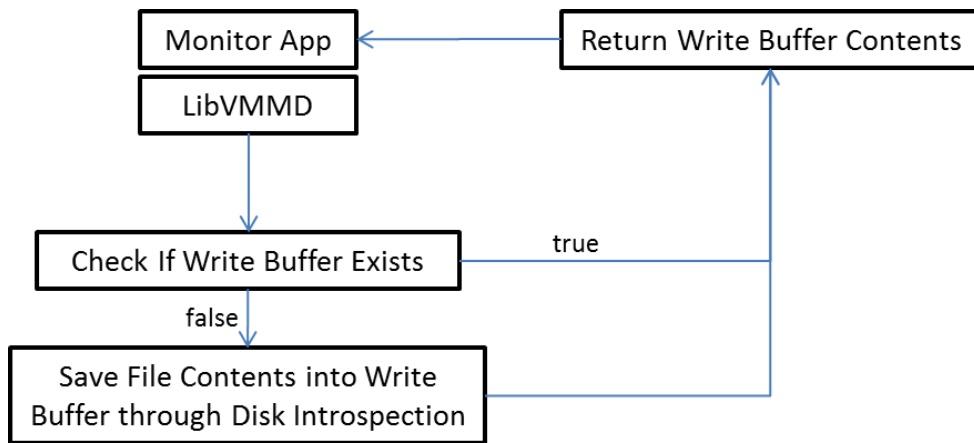 Monitor App
Return Write Buffer Contents
LibVMMD
Check If Write Buffer Exists
true
false
Save File Contents into Write
Buffer through Disk Introspection